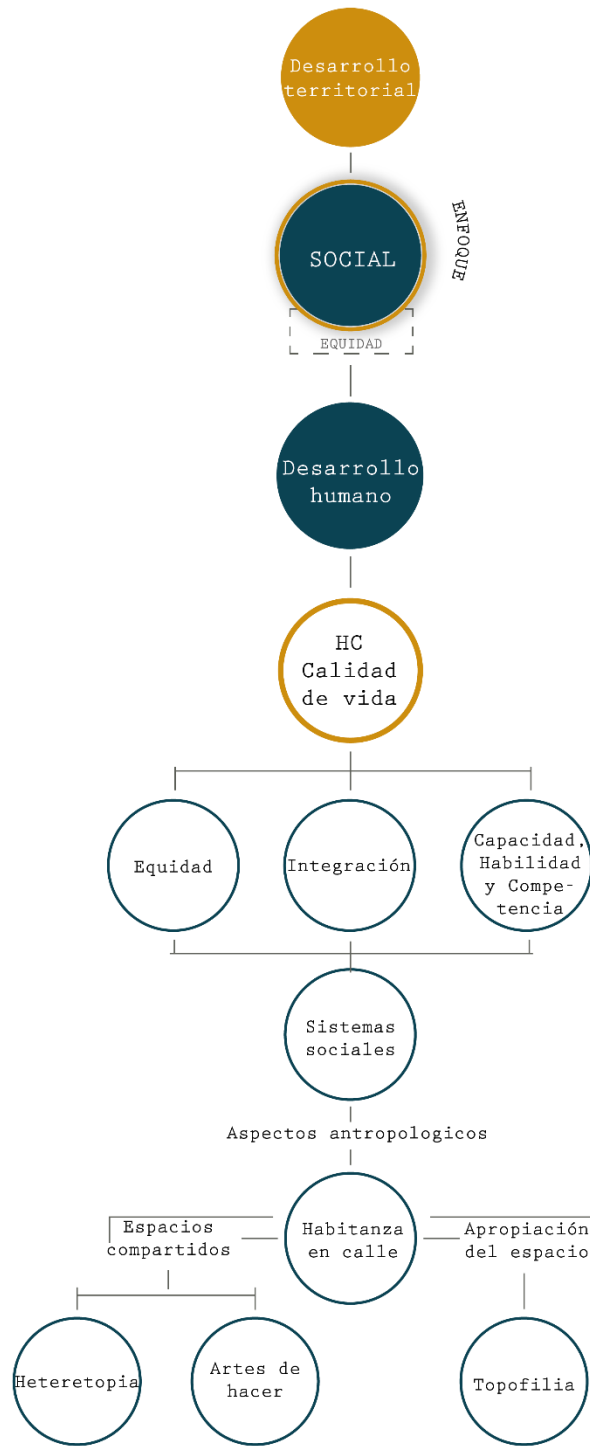 Desarrollo
territorial
SOCIAL
ENFOQUE
EQUIDAD
Desarrollo
humano
HC
Calidad
de vida
Equidad
Integración
Capacidad,
Habilidad
y Compe-
tencia
Sistemas
sociales
Aspectos antropologicos
Espacios
compartidos
Habitanza
en calle
Apropiación
del espacio
Heteretopia
Artes de
hacer
Topofilia